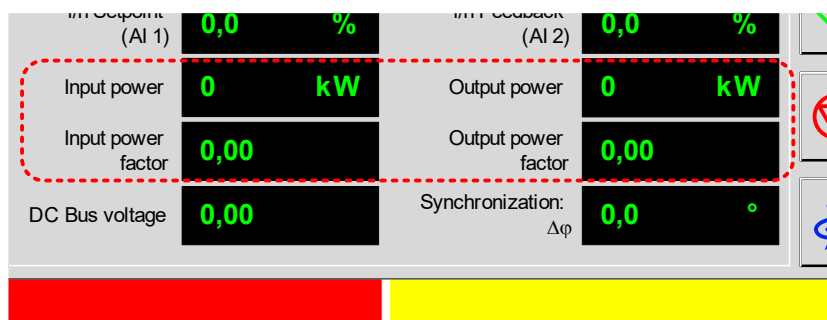 (AI 1)
0,0 %
(AI 2)
0,0 %
Input power
0 kW
Output power
0 kW
Input power
factor
0,00
Output power
factor
0,00
DC Bus voltage
0,00
Synchronization:
Δφ
0,0 °